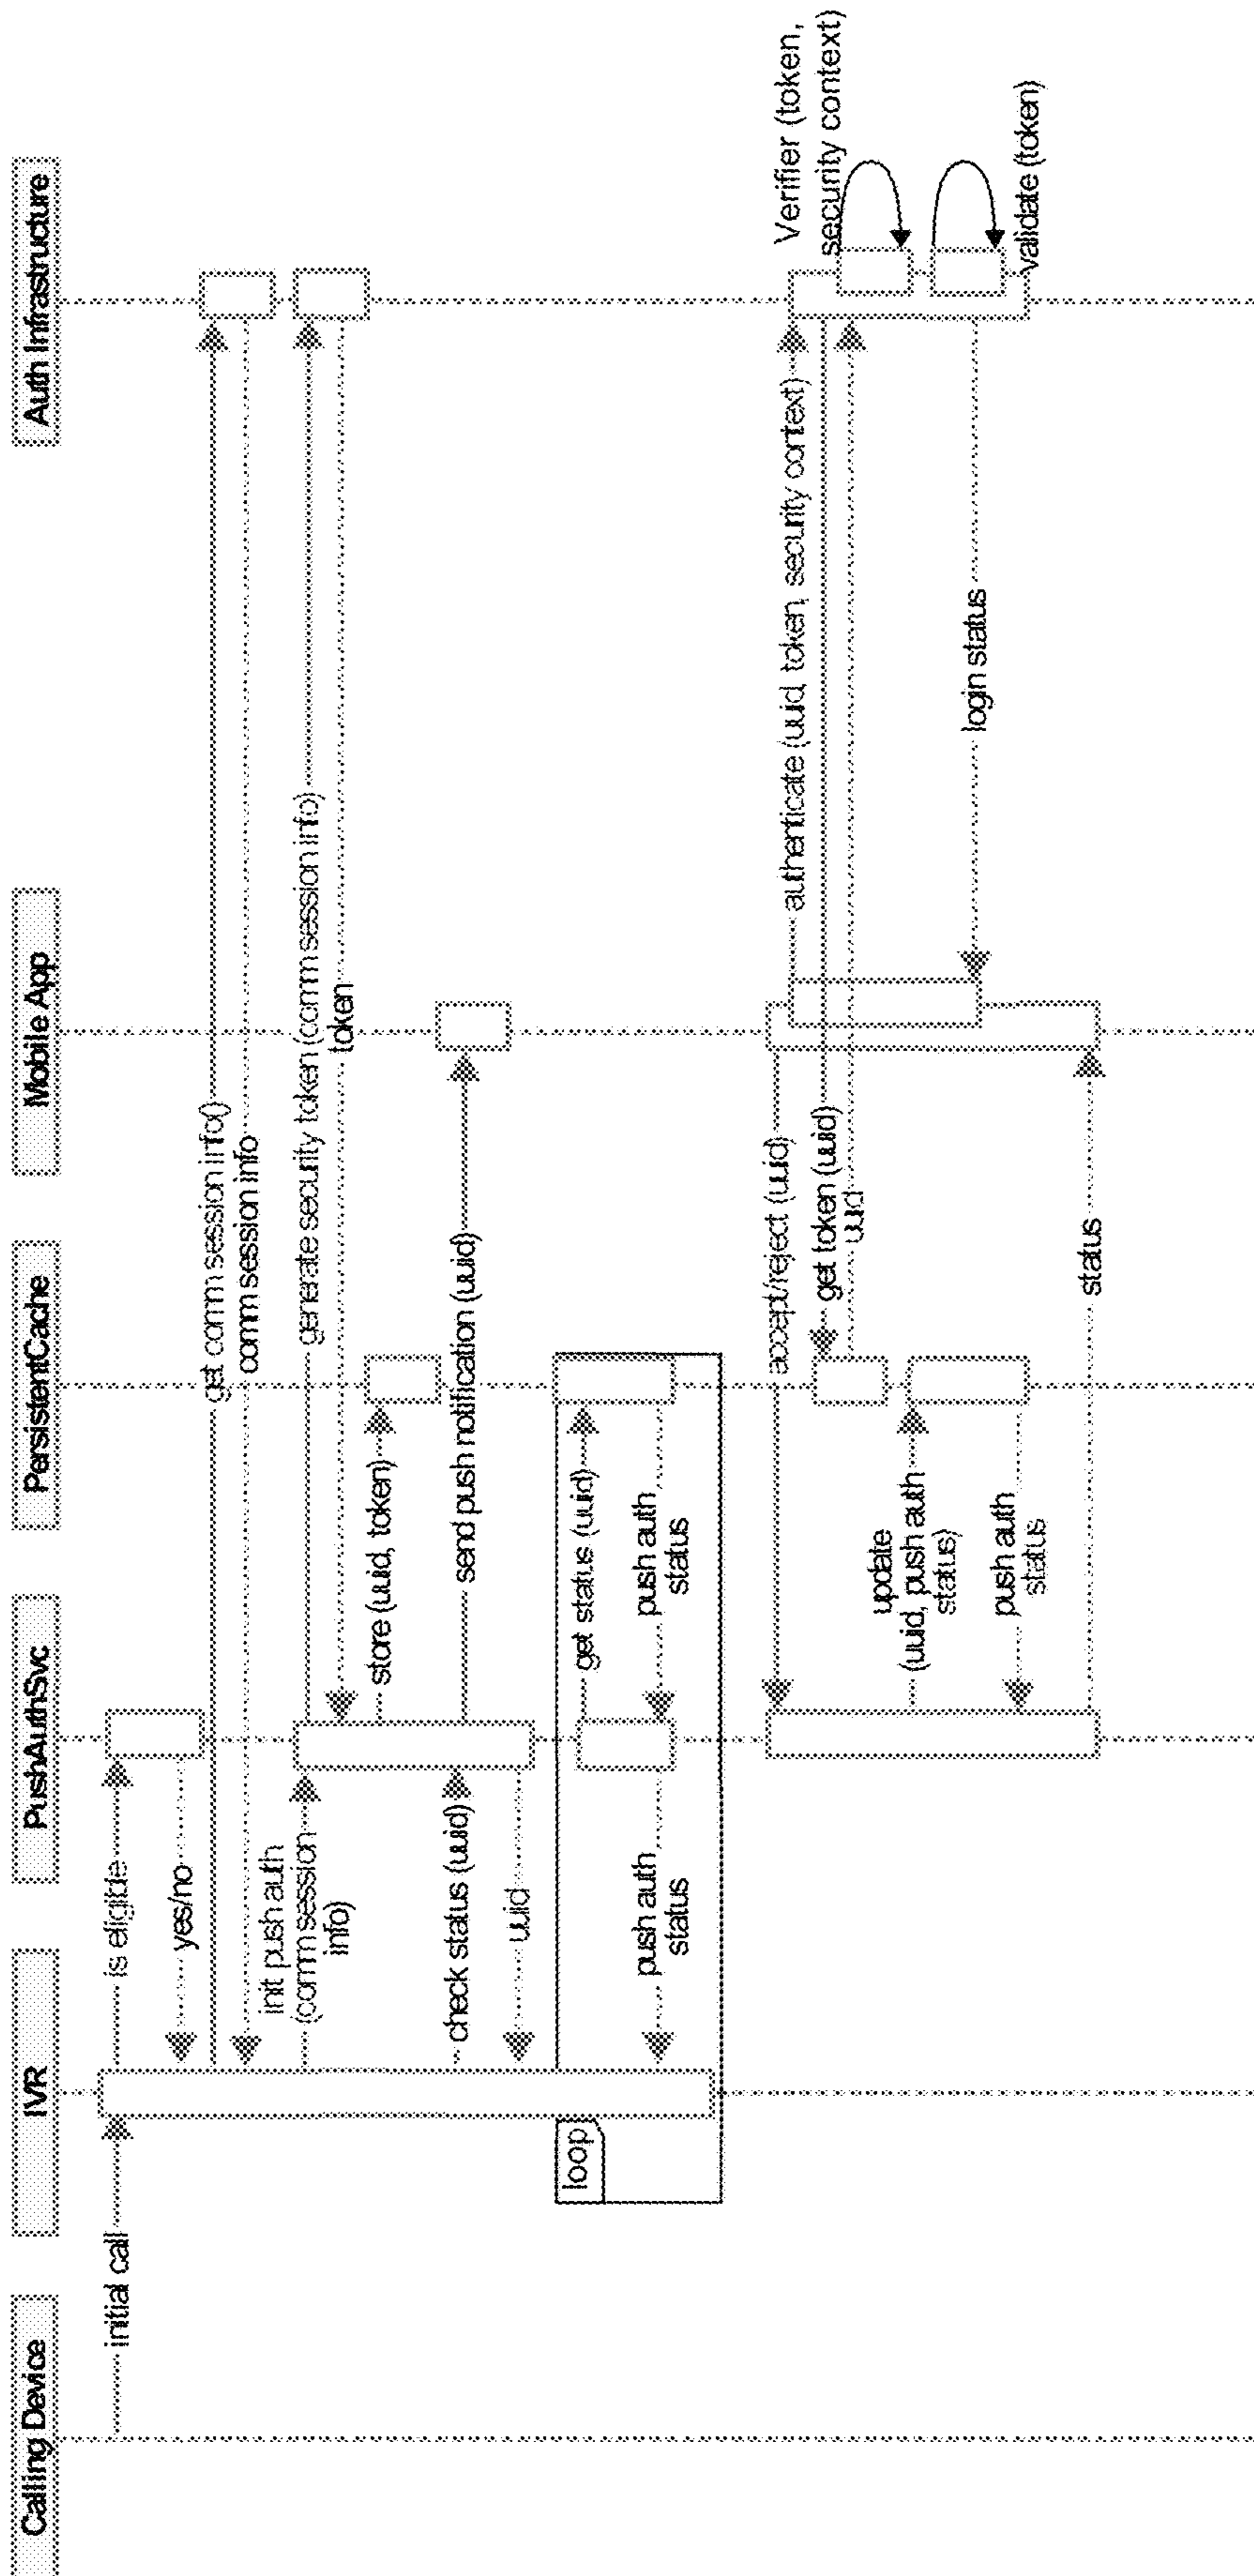 Calling Device
IVR
PushAuthSvc
PersistentCache
Mobile App
Auth Infrastructure
initial call
is eligible
yes/no
get comm session info()
comm session info
init push auth
(comm session
info)
generate security token (comm session info)
token
store (uuid, token)
check status (uuid)
send push notification (uuid)
uuid
loop
get status (uuid)
push auth
status
push auth
status
accept/reject (uuid)
authenticate (uuid, token, security context)
Verifier (token,
security context)
get token (uuid)
uuid
update
(uuid, push auth
status)
login status
validate (token)
push auth
status
status